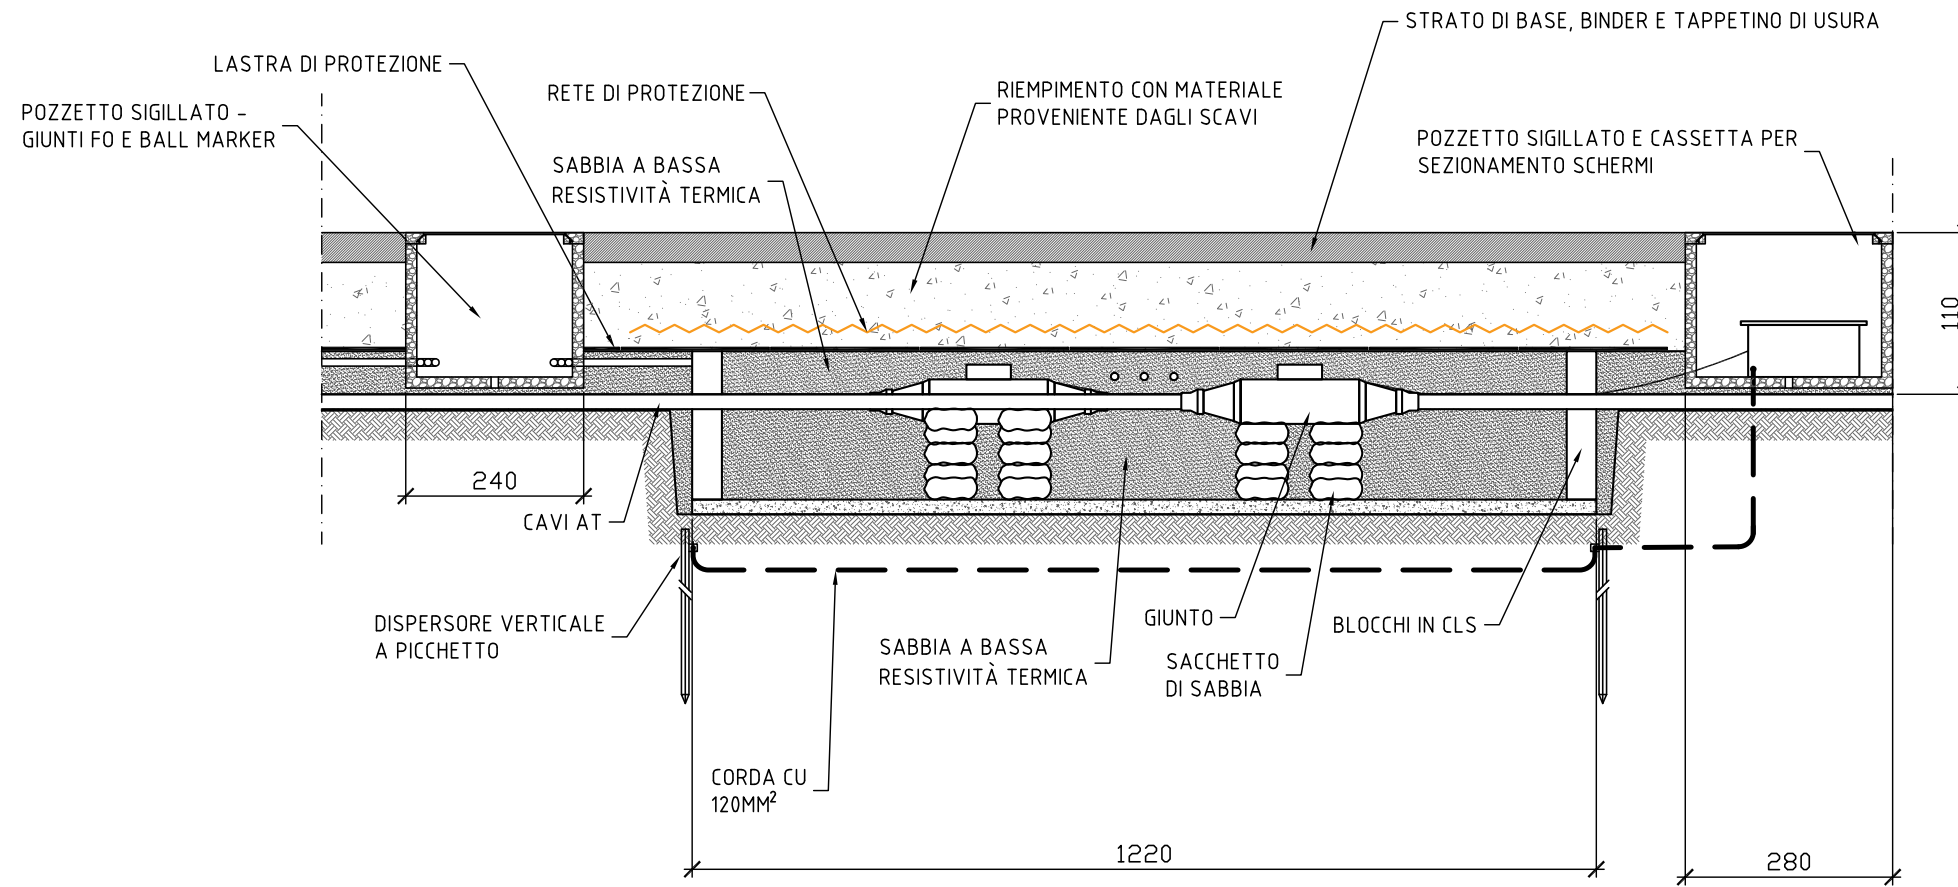 STRATO DI BASE, BINDER E TAPPETINO DI USURA
LASTRA DI PROTEZIONE
RETE DI PROTEZIONE
RIEMPIMENTO CON MATERIALE
PROVENIENTE DAGLI SCAVI
POZZETTO SIGILLATO -
GIUNTI FO E BALL MARKER
POZZETTO SIGILLATO E CASSETTA PER
SEZIONAMENTO SCHERMI
SABBIA A BASSA
RESISTIVITÀ TERMICA
110
240
CAVI AT
DISPERSORE VERTICALE
A PICCHETTO
GIUNTO
BLOCCHI IN CLS
SABBIA A BASSA
RESISTIVITÀ TERMICA
SACCHETTO
DI SABBIA
CORDA CU
120MM²
1220
280